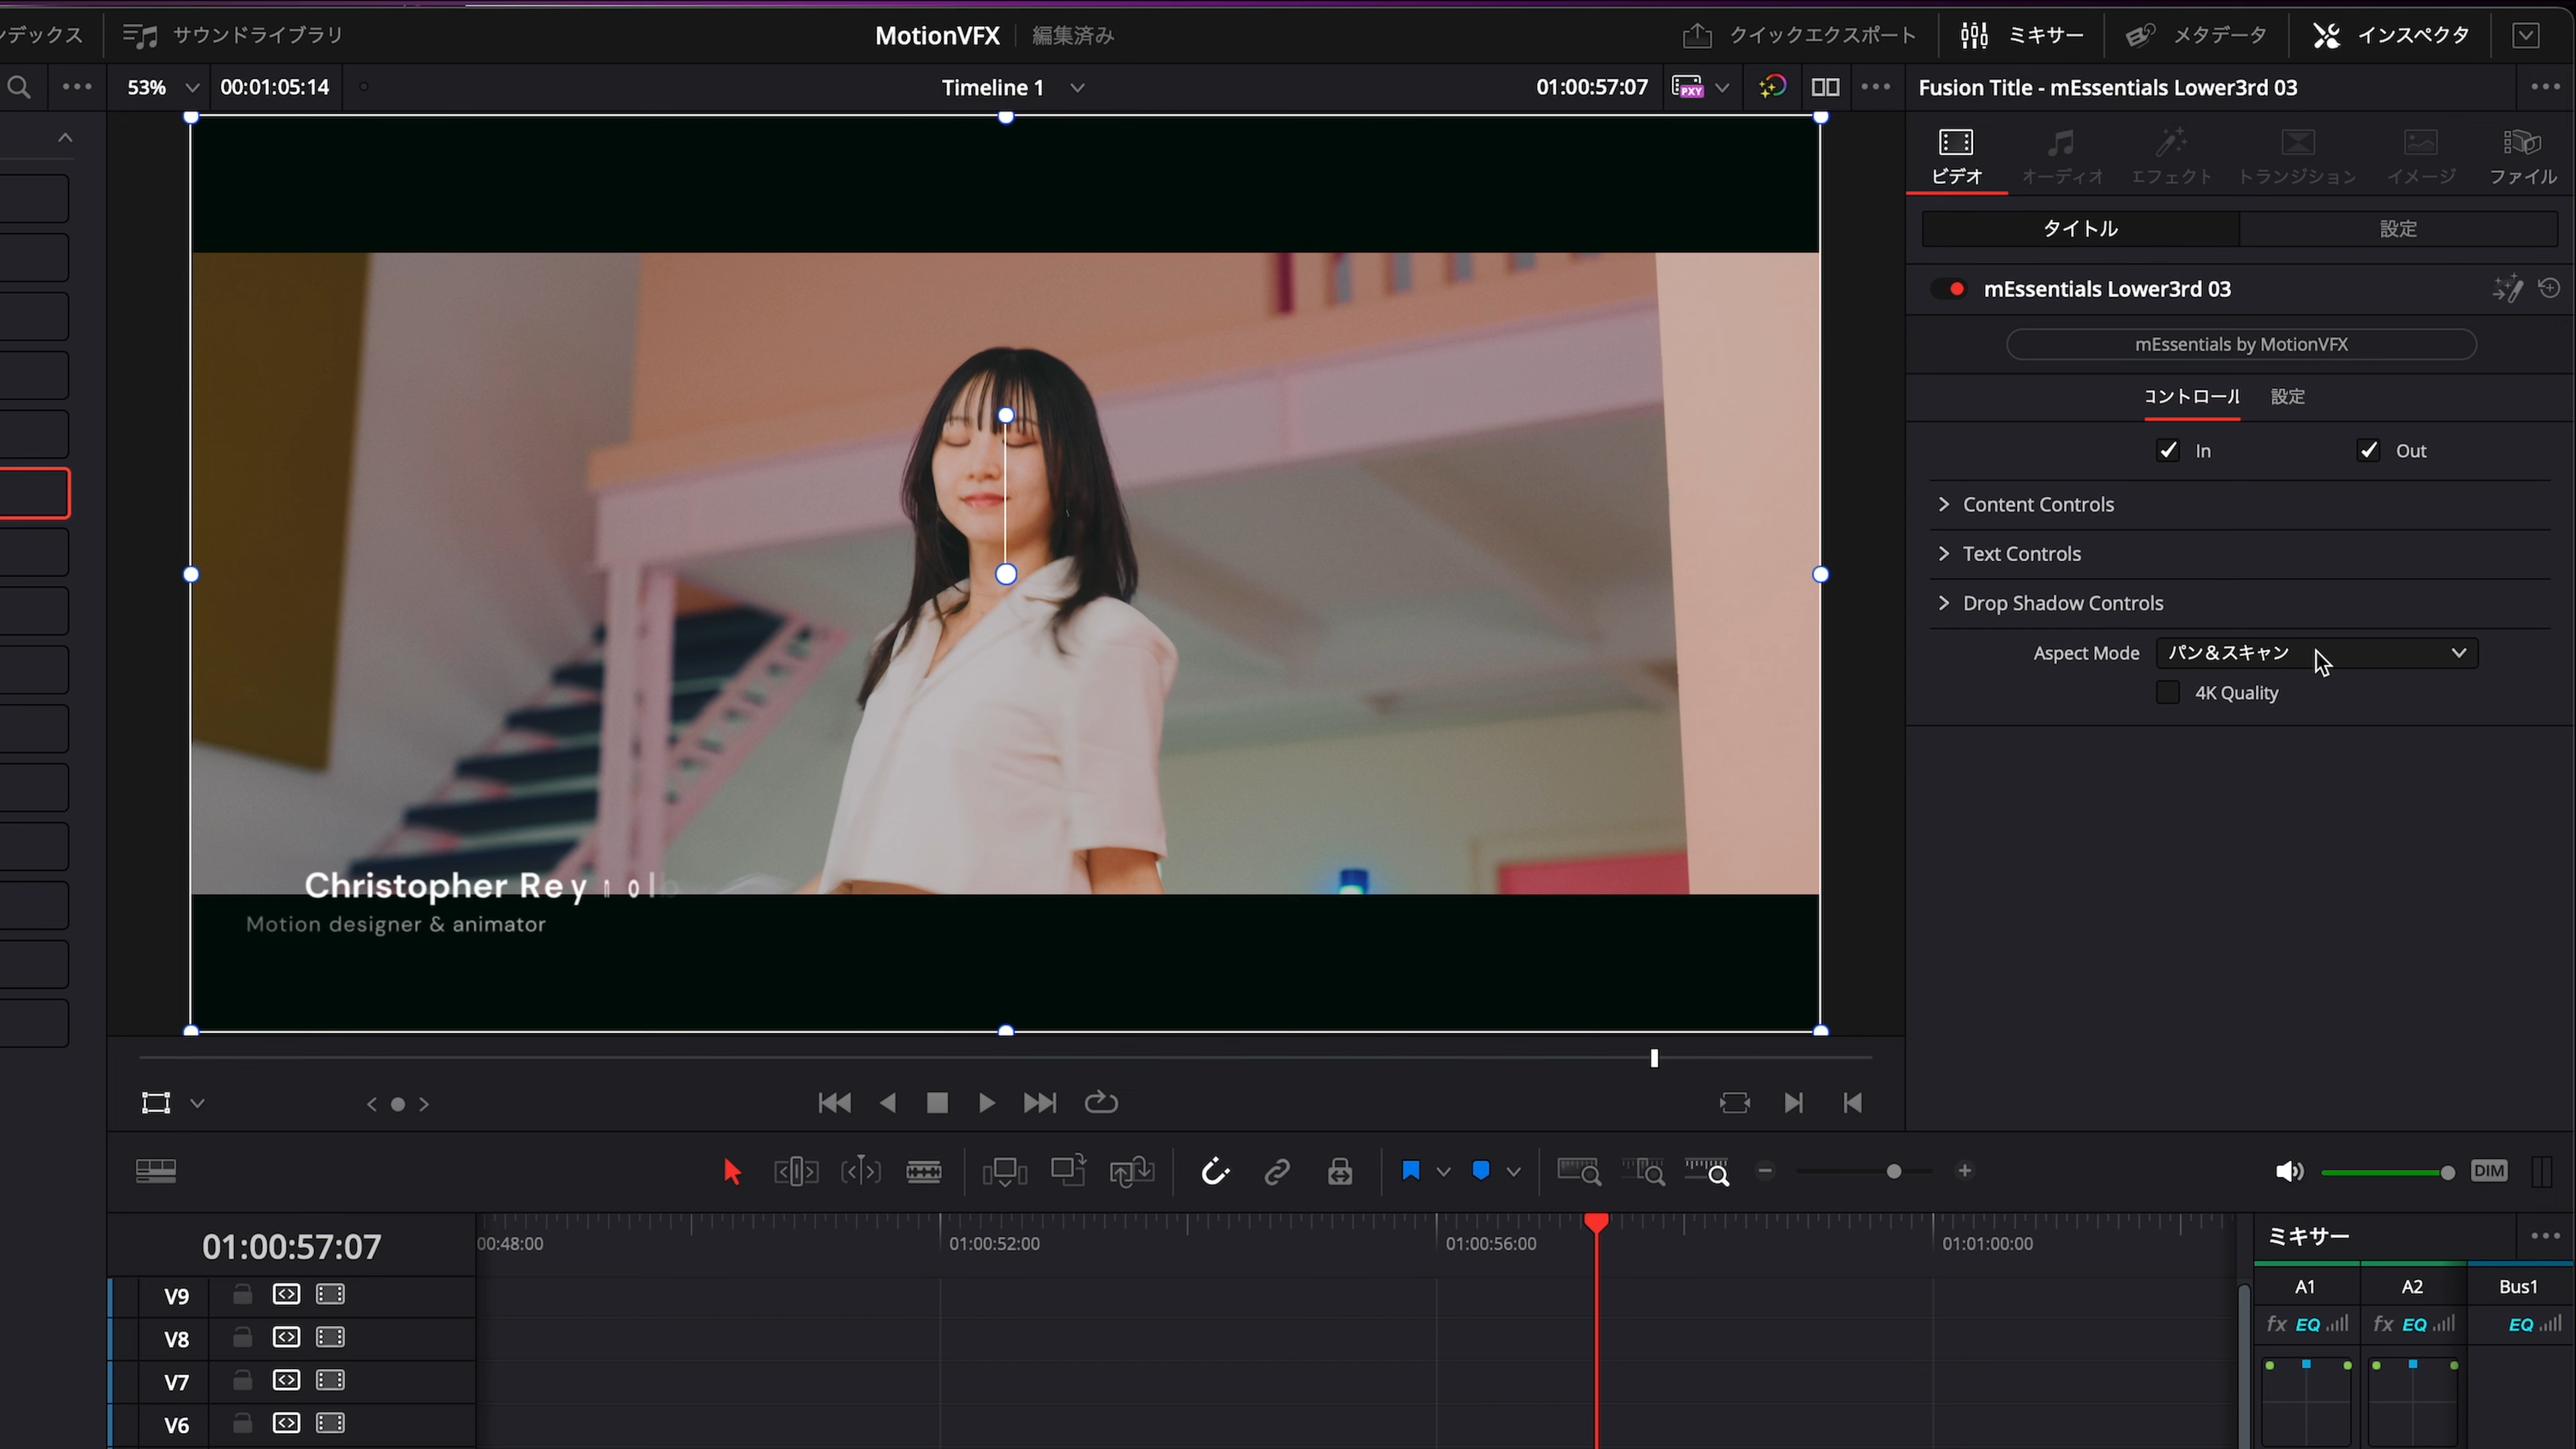 ンデックス サウンドライブラリ MotionVFX 編集済み クイックエクスポート ミキサー メタデータ インスペクタ
53% 00:01:05:14 Timeline 1 01:00:57:07 PXY Fusion Title - mEssentials Lower3rd 03
ビデオ オーディオ エフェクト トランジション イメージ ファイル
タイトル 設定
mEssentials Lower3rd 03
mEssentials by MotionVFX
コントロール 設定
In Out
Content Controls
Text Controls
Drop Shadow Controls
Aspect Mode パン&スキャン
4K Quality
Christopher Reynol
Motion designer & animator
DIM
01:00:57:07 00:48:00 01:00:52:00 01:00:56:00 01:01:00:00 ミキサー
V9 A1 A2 Bus1
V8 fx EQ fx EQ EQ
V7
V6